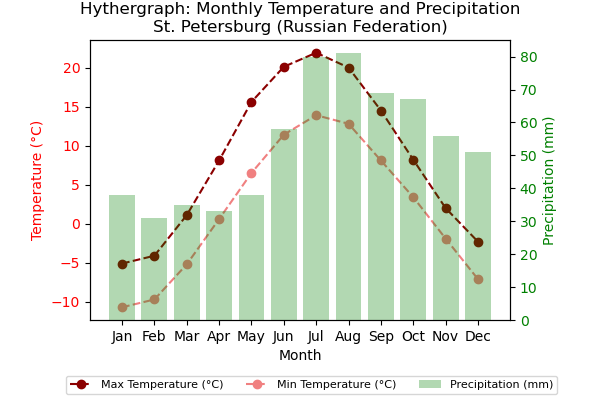 Hythergraph: Monthly Temperature and Precipitation
St. Petersburg (Russian Federation)
Temperature (°C)
20
15
10
5
0
−5
−10
80
70
60
50
40
30
20
10
0
Precipitation (mm)
Jan Feb Mar Apr May Jun Jul Aug Sep Oct Nov Dec
Month
Max Temperature (°C) Min Temperature (°C) Precipitation (mm)